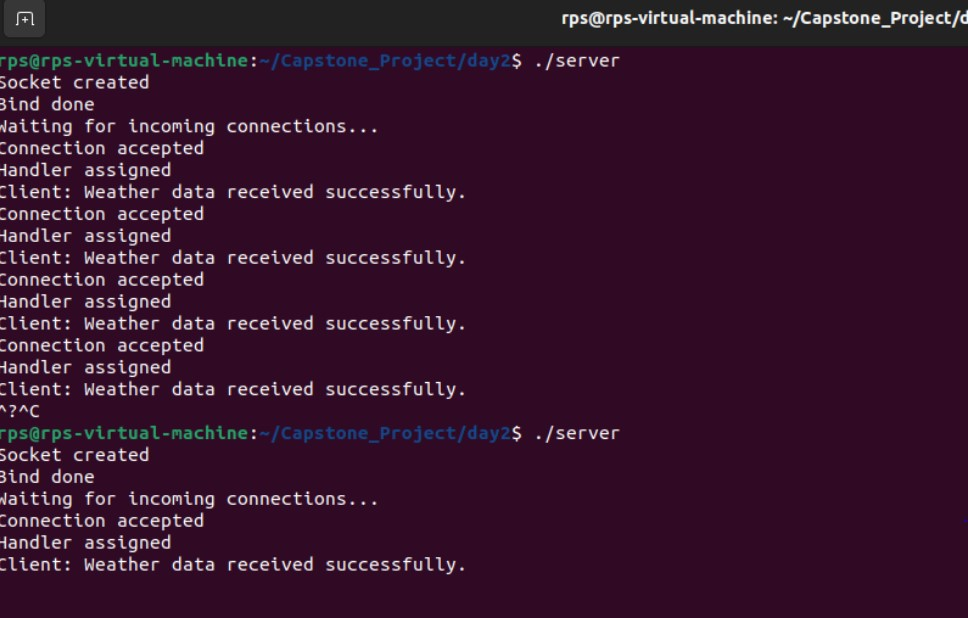 rps@rps-virtual-machine: ~/Capstone_Project/d
rps@rps-virtual-machine:~/Capstone_Project/day2$ ./server
Socket created
Bind done
Waiting for incoming connections...
Connection accepted
Handler assigned
Client: Weather data received successfully.
Connection accepted
Handler assigned
Client: Weather data received successfully.
Connection accepted
Handler assigned
Client: Weather data received successfully.
Connection accepted
Handler assigned
Client: Weather data received successfully.
^?^C
rps@rps-virtual-machine:~/Capstone_Project/day2$ ./server
Socket created
Bind done
Waiting for incoming connections...
Connection accepted
Handler assigned
Client: Weather data received successfully.